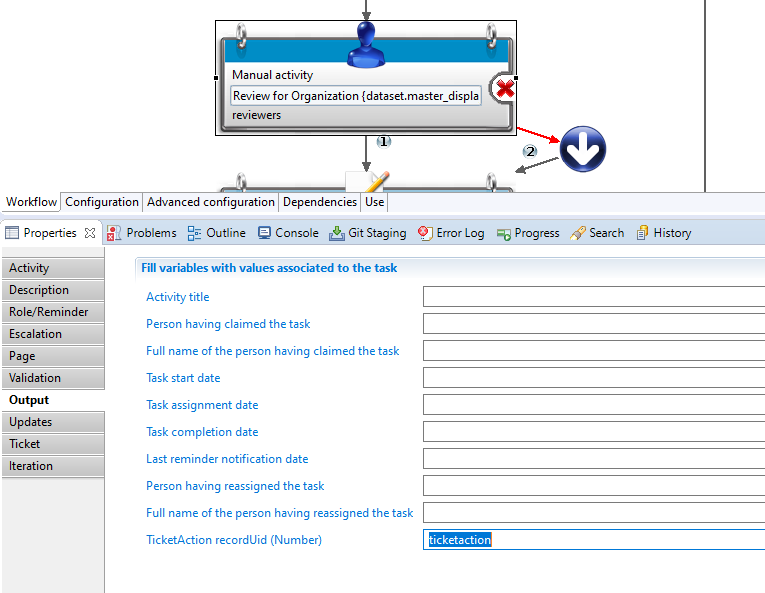 Manual activity
Review for Organization {dataset.master_displa
reviewers
1
2
Workflow Configuration Advanced configuration Dependencies Use
Properties Problems Outline Console Git Staging Error Log Progress Search History
Activity
Description
Role/Reminder
Escalation
Page
Validation
Output
Updates
Ticket
Iteration
Fill variables with values associated to the task
Activity title
Person having claimed the task
Full name of the person having claimed the task
Task start date
Task assignment date
Task completion date
Last reminder notification date
Person having reassigned the task
Full name of the person having reassigned the task
TicketAction recordUid (Number) ticketaction